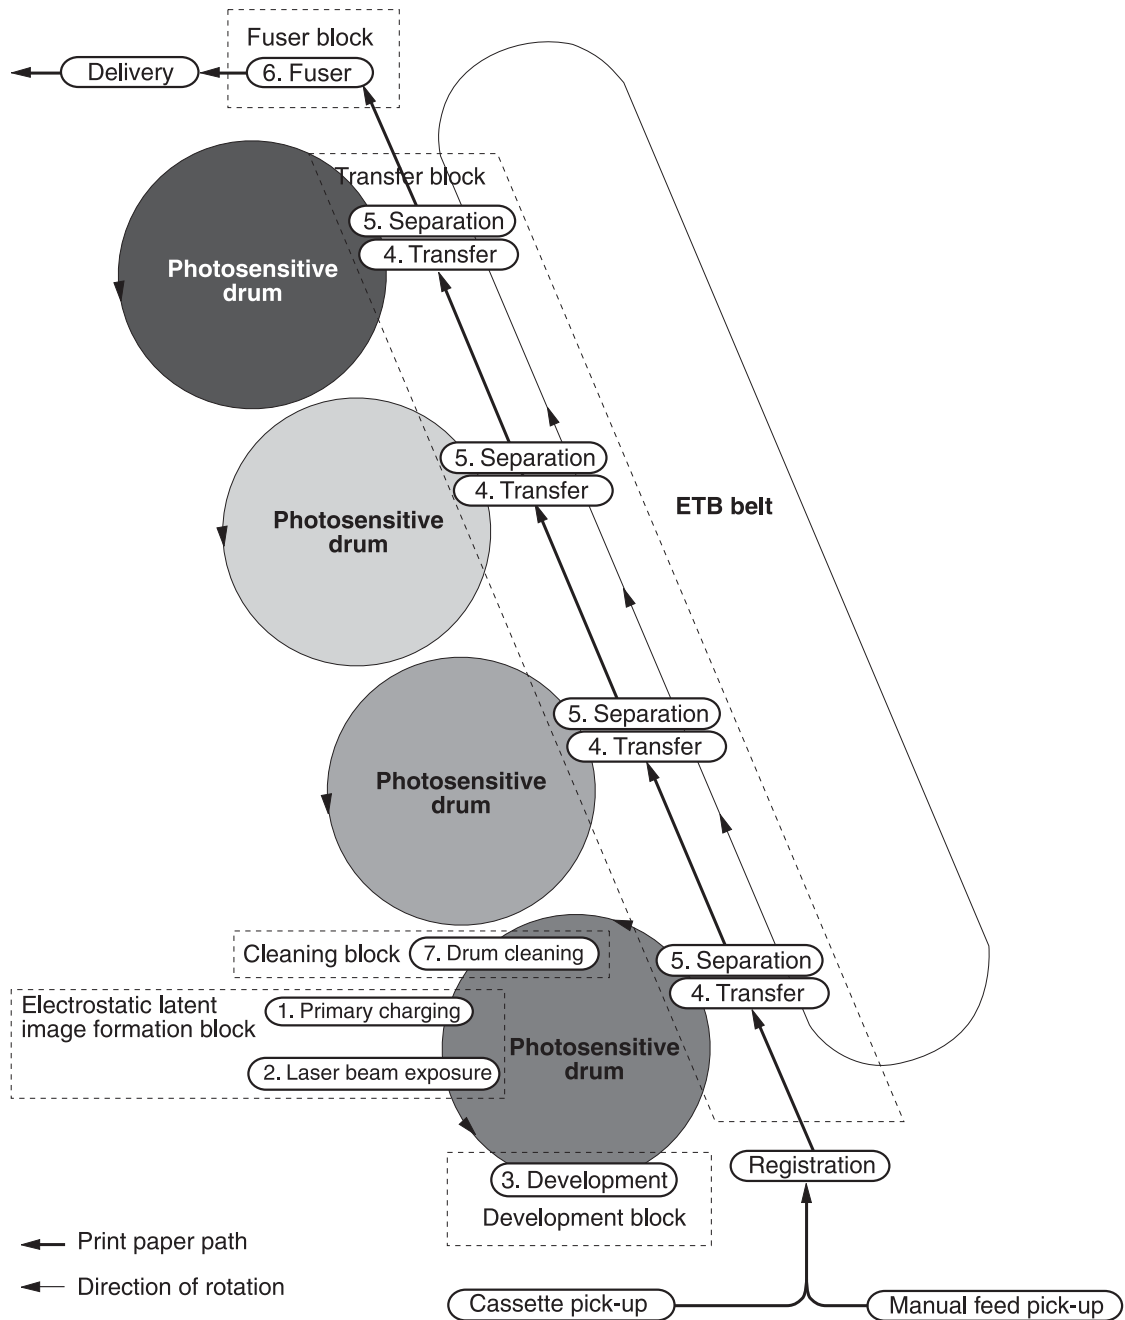 Fuser block
Delivery
6. Fuser
Transfer block
5. Separation
4. Transfer
Photosensitive
drum
5. Separation
4. Transfer
ETB belt
Photosensitive
drum
5. Separation
4. Transfer
Photosensitive
drum
Cleaning block
7. Drum cleaning
5. Separation
4. Transfer
Electrostatic latent
image formation block
1. Primary charging
2. Laser beam exposure
Photosensitive
drum
Registration
3. Development
Development block
Print paper path
Direction of rotation
Cassette pick-up
Manual feed pick-up